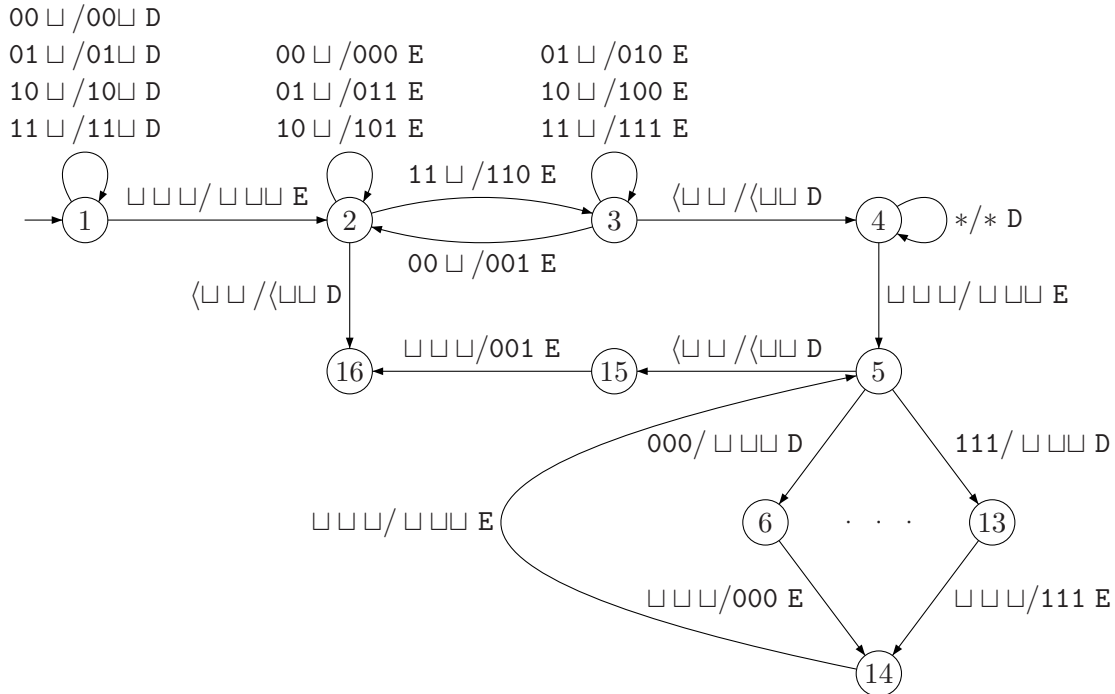 00 ⊔ /00⊔ D
01 ⊔ /01⊔ D
10 ⊔ /10⊔ D
11 ⊔ /11⊔ D
00 ⊔ /000 E
01 ⊔ /011 E
10 ⊔ /101 E
01 ⊔ /010 E
10 ⊔ /100 E
11 ⊔ /111 E
1
⊔ ⊔ ⊔/ ⊔ ⊔⊔ E
2
11 ⊔ /110 E
00 ⊔ /001 E
3
⟨⊔ ⊔ /⟨⊔⊔ D
4
*/* D
⟨⊔ ⊔ /⟨⊔⊔ D
⊔ ⊔ ⊔/ ⊔ ⊔⊔ E
16
⊔ ⊔ ⊔/001 E
15
⟨⊔ ⊔ /⟨⊔⊔ D
5
000/ ⊔ ⊔⊔ D
111/ ⊔ ⊔⊔ D
⊔ ⊔ ⊔/ ⊔ ⊔⊔ E
6
· · ·
13
⊔ ⊔ ⊔/000 E
⊔ ⊔ ⊔/111 E
14